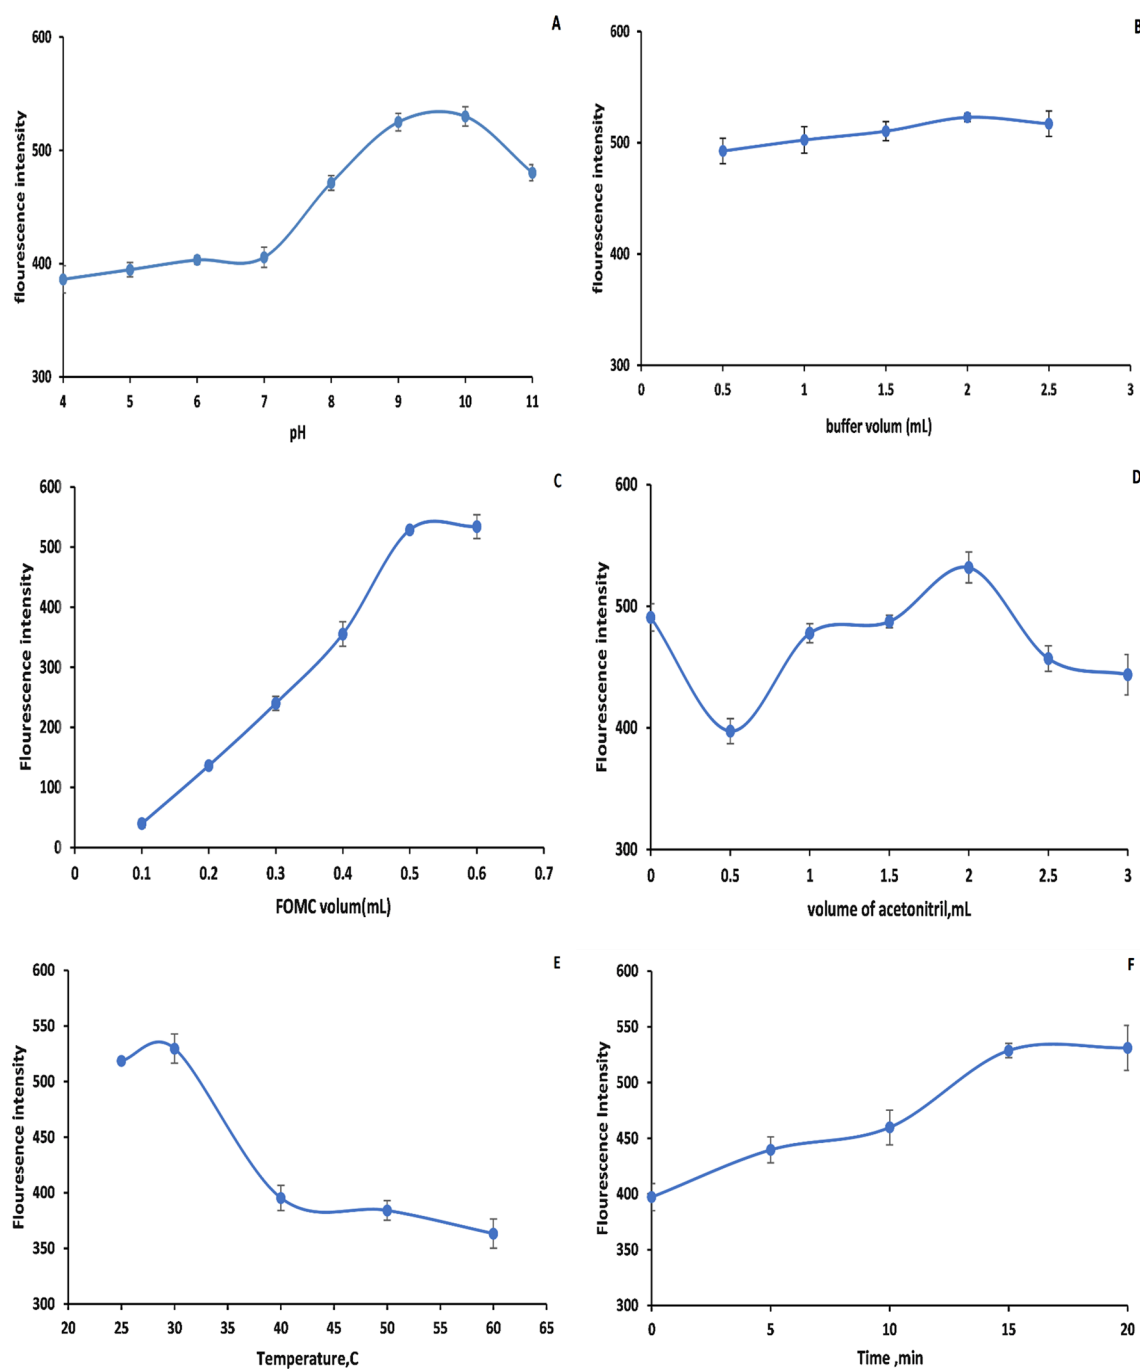 A
600
500
400
300
flourescence intensity
4 5 6 7 8 9 10 11
pH
B
600
500
400
300
flourescence intensity
0 0.5 1 1.5 2 2.5 3
buffer volum (mL)
C
600
500
400
300
200
100
0
Flourescence intensity
0 0.1 0.2 0.3 0.4 0.5 0.6 0.7
FOMC volum(mL)
D
600
500
400
300
Flourescence intensity
0 0.5 1 1.5 2 2.5 3
volume of acetonitril,mL
E
600
550
500
450
400
350
300
Flouresence intensity
20 25 30 35 40 45 50 55 60 65
Temperature,C
F
600
550
500
450
400
350
300
Flourescence Intensity
0 5 10 15 20
Time ,min